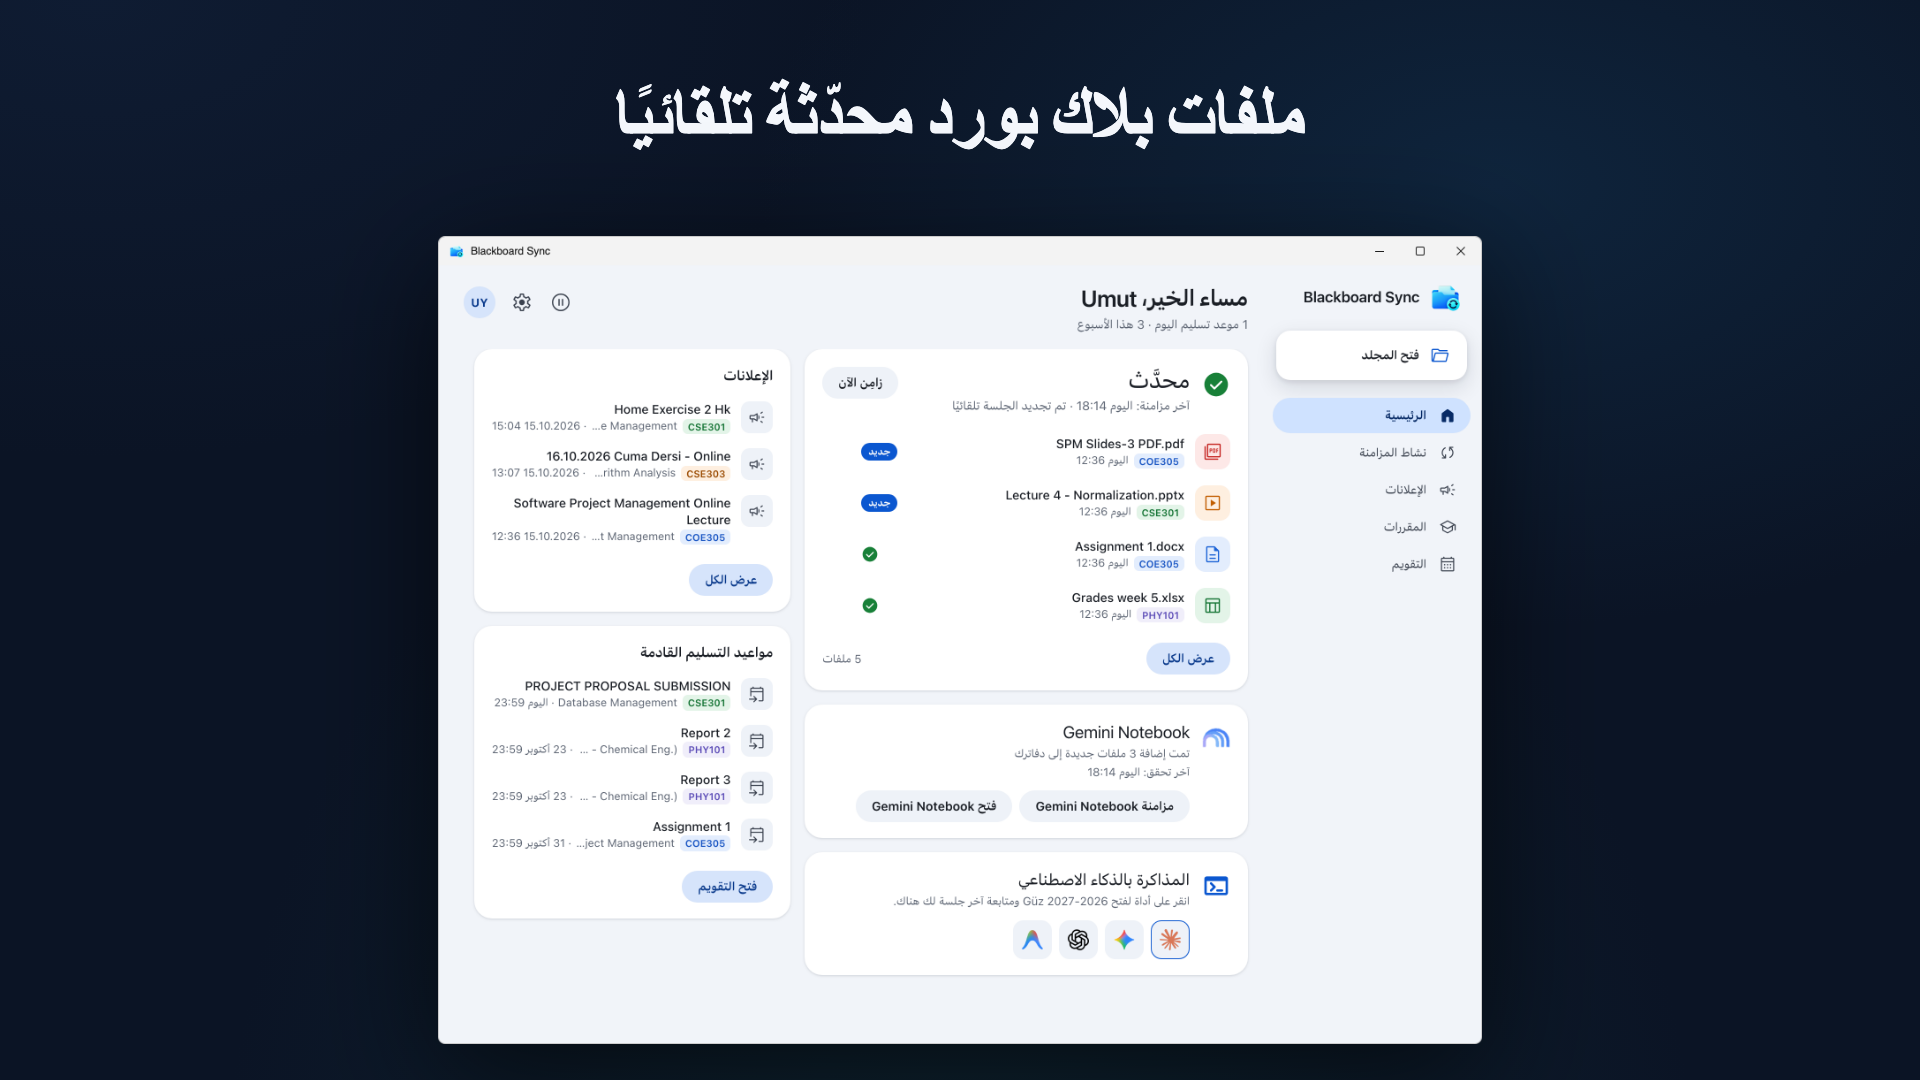 ملفات بلاك بورد محدّثة تلقائيًا
Blackboard Sync
Blackboard Sync
فتح المجلد
الرئيسية
نشاط المزامنة
الإعلانات
المقررات
التقويم
مساء الخير، Umut
1 موعد تسليم اليوم · 3 هذا الأسبوع
UY
محدَّث
زامِن الآن
آخر مزامنة: اليوم 18:14 · تم تجديد الجلسة تلقائيًا
SPM Slides-3 PDF.pdf
COE305 اليوم 12:36
جديد
Lecture 4 - Normalization.pptx
CSE301 اليوم 12:36
جديد
Assignment 1.docx
COE305 اليوم 12:36
Grades week 5.xlsx
PHY101 اليوم 12:36
عرض الكل
5 ملفات
Gemini Notebook
تمت إضافة 3 ملفات جديدة إلى دفاترك
آخر تحقق: اليوم 18:14
مزامنة Gemini Notebook
فتح Gemini Notebook
المذاكرة بالذكاء الاصطناعي
انقر على أداة لفتح Güz 2027-2026 ومتابعة آخر جلسة لك هناك.
الإعلانات
Home Exercise 2 Hk
CSE301 ...e Management · 15.10.2026 15:04
16.10.2026 Cuma Dersi - Online
CSE303 ...rithm Analysis · 15.10.2026 13:07
Software Project Management Online
Lecture
COE305 ...t Management · 15.10.2026 12:36
عرض الكل
مواعيد التسليم القادمة
PROJECT PROPOSAL SUBMISSION
CSE301 Database Management · اليوم 23:59
Report 2
PHY101 (Chemical Eng. - ... · 23 أكتوبر 23:59
Report 3
PHY101 (Chemical Eng. - ... · 23 أكتوبر 23:59
Assignment 1
COE305 ...ject Management · 31 أكتوبر 23:59
فتح التقويم